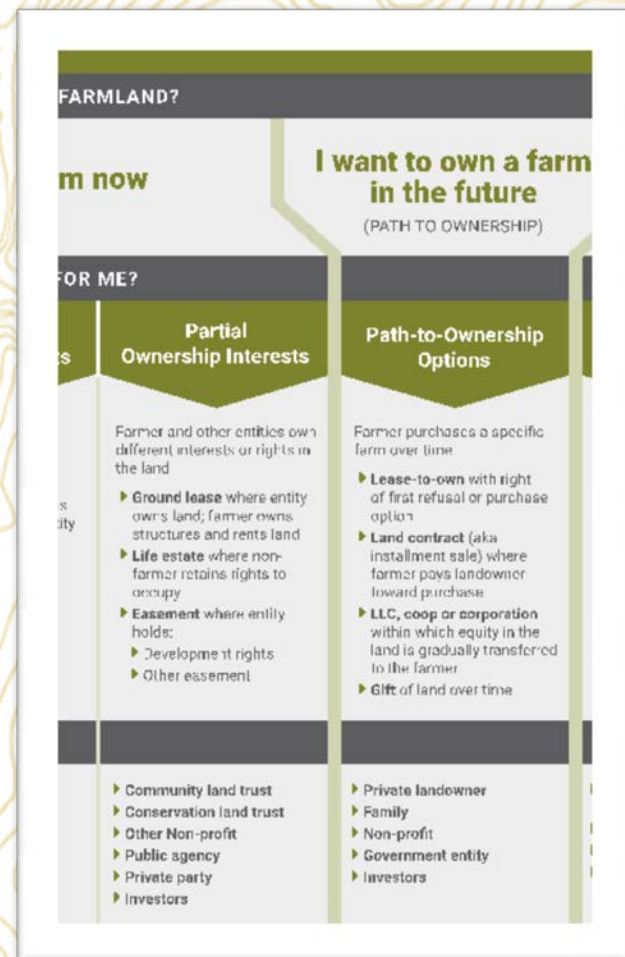 FARMLAND?
m now
I want to own a farm
in the future
(PATH TO OWNERSHIP)
FOR ME?
ts
Partial
Ownership Interests
Path-to-Ownership
Options
s
tity
Farmer and other entities own
different interests or rights in
the land
Ground lease where entity
owns land; farmer owns
structures and rents land
Life estate where non-
farmer retains rights to
occupy
Easement where entity
holds:
Development rights
Other easement
Farmer purchases a specific
farm over time
Lease-to-own with right
of first refusal or purchase
option
Land contract (aka
installment sale) where
farmer pays landowner
toward purchase
LLC, coop or corporation
within which equity in the
land is gradually transferred
to the farmer
Gift of land over time
Community land trust
Conservation land trust
Other Non-profit
Public agency
Private party
Investors
Private landowner
Family
Non-profit
Government entity
Investors